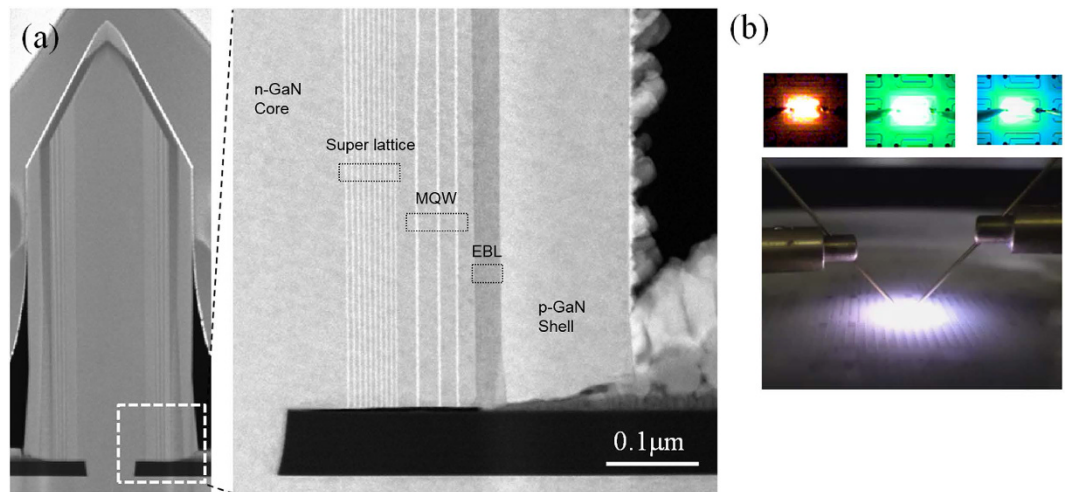 (a)
n-GaN
Core
Super lattice
MQW
EBL
p-GaN
Shell
0.1μm
(b)